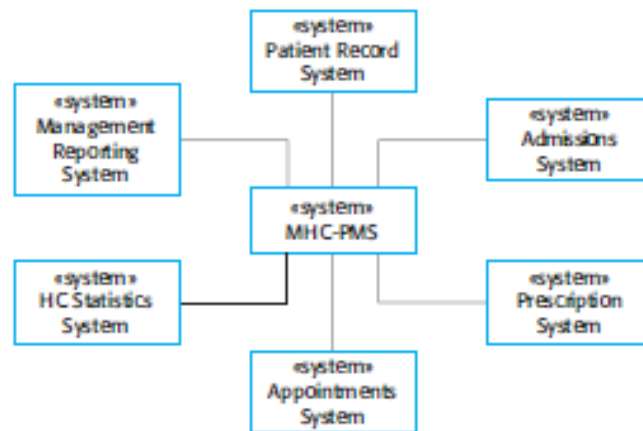 «system»
Patient Record
System
«system»
Management
Reporting
System
«system»
Admissions
System
«system»
MHC-PMS
«system»
HC Statistics
System
«system»
Prescription
System
«system»
Appointments
System